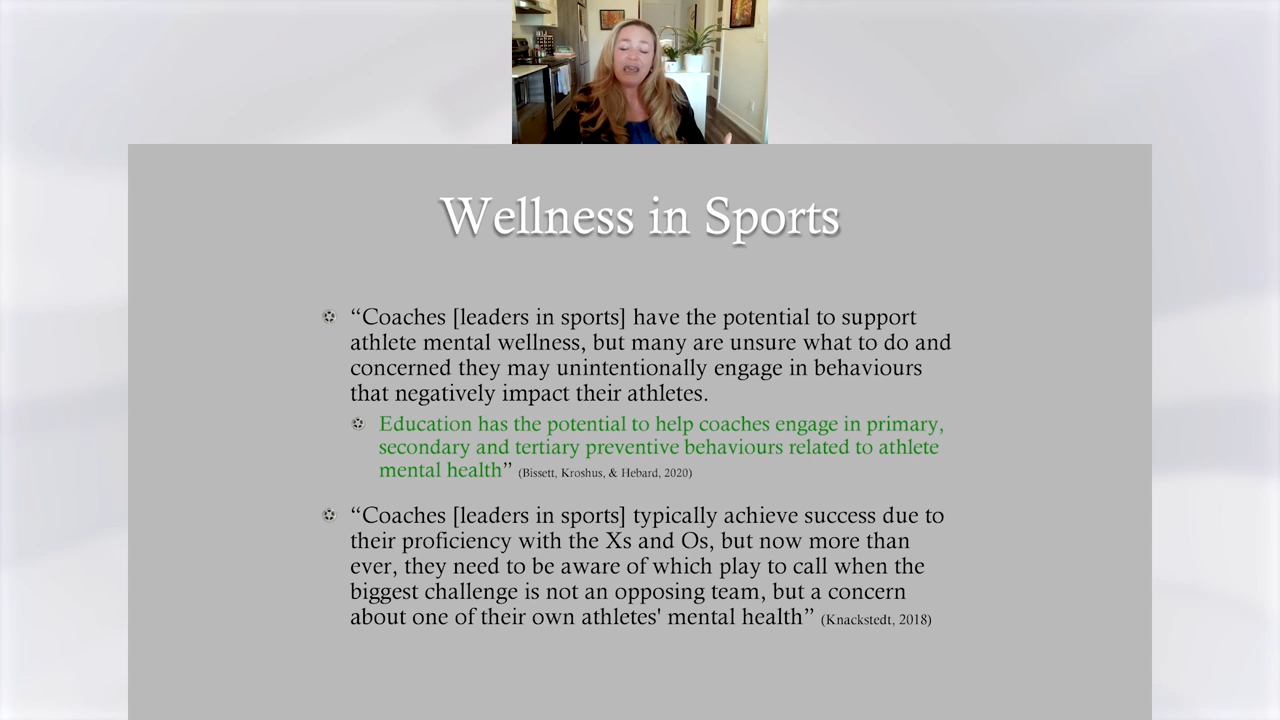 Wellness in Sports
“Coaches [leaders in sports] have the potential to support
athlete mental wellness, but many are unsure what to do and
concerned they may unintentionally engage in behaviours
that negatively impact their athletes.
Education has the potential to help coaches engage in primary,
secondary and tertiary preventive behaviours related to athlete
mental health” (Bissett, Kroshus, & Hebard, 2020)
“Coaches [leaders in sports] typically achieve success due to
their proficiency with the Xs and Os, but now more than
ever, they need to be aware of which play to call when the
biggest challenge is not an opposing team, but a concern
about one of their own athletes' mental health” (Knackstedt, 2018)